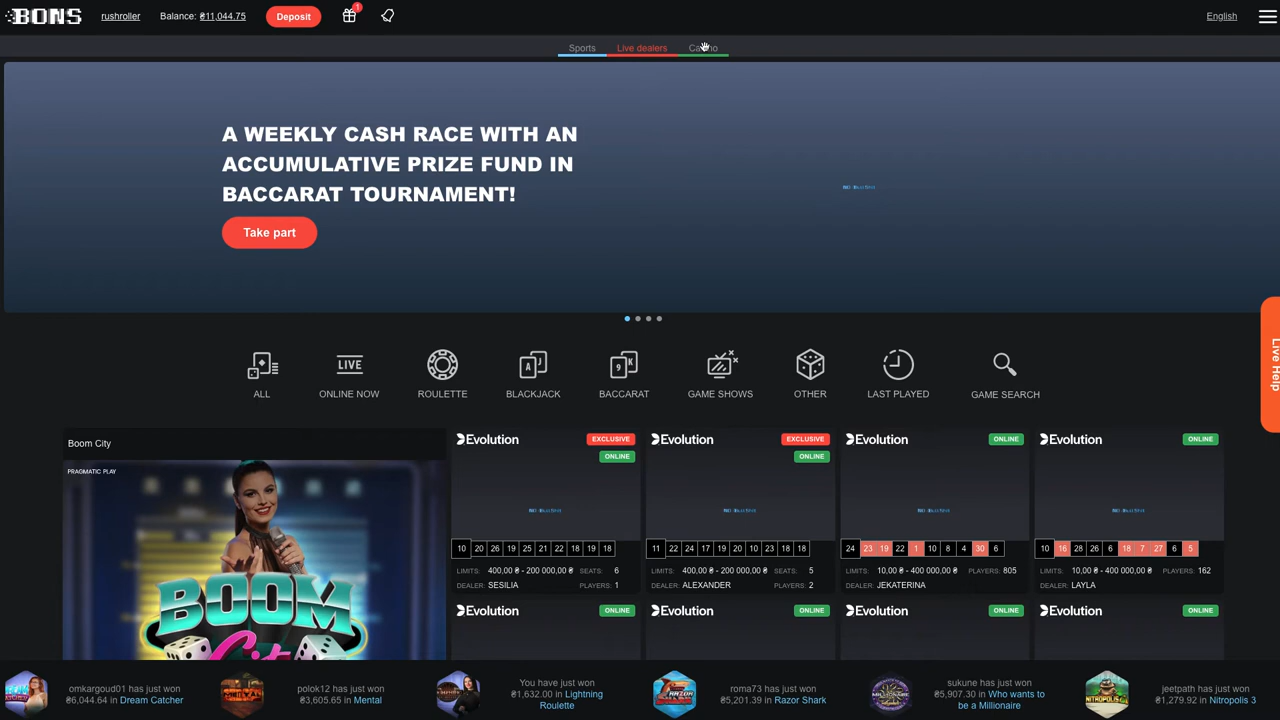 BONS rushroller Balance: ₴11,044.75 Deposit 1 English
Sports Live dealers Casino
A WEEKLY CASH RACE WITH AN
ACCUMULATIVE PRIZE FUND IN
BACCARAT TOURNAMENT!
Take part
Live Help
ALL LIVE ONLINE NOW ROULETTE A J BLACKJACK 9 K BACCARAT GAME SHOWS OTHER LAST PLAYED GAME SEARCH
Boom City
PRAGMATIC PLAY
BOOM
City
Evolution EXCLUSIVE
ONLINE
10 20 26 19 25 21 22 18 19 18
LIMITS: 400,00 ₴ - 200 000,00 ₴ SEATS: 6
DEALER: SESILIA PLAYERS: 1
Evolution EXCLUSIVE
ONLINE
11 22 24 17 19 20 10 23 18 18
LIMITS: 400,00 ₴ - 200 000,00 ₴ SEATS: 5
DEALER: ALEXANDER PLAYERS: 2
Evolution ONLINE
24 23 19 22 1 10 8 4 30 6
LIMITS: 10,00 ₴ - 400 000,00 ₴ PLAYERS: 805
DEALER: JEKATERINA
Evolution ONLINE
10 16 28 26 6 18 7 27 6 5
LIMITS: 10,00 ₴ - 400 000,00 ₴ PLAYERS: 162
DEALER: LAYLA
Evolution ONLINE
Evolution ONLINE
Evolution ONLINE
Evolution ONLINE
omkargoud01 has just won
₴6,044.64 in Dream Catcher
polok12 has just won
₴3,605.65 in Mental
You have just won
₴1,632.00 in Lightning
Roulette
roma73 has just won
₴5,201.39 in Razor Shark
sukune has just won
₴5,907.30 in Who wants to
be a Millionaire
jeetpath has just won
₴1,279.92 in Nitropolis 3